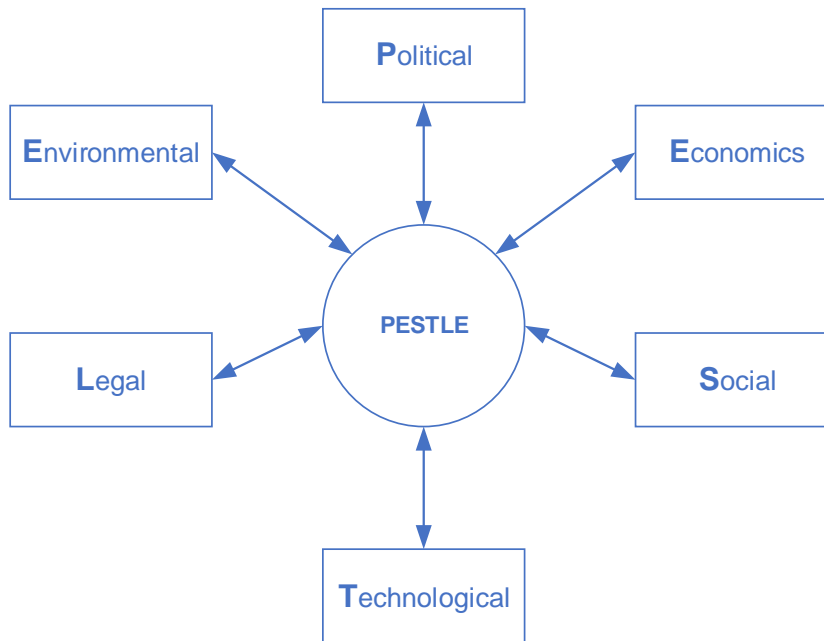 Political
Environmental
Economics
PESTLE
Legal
Social
Technological